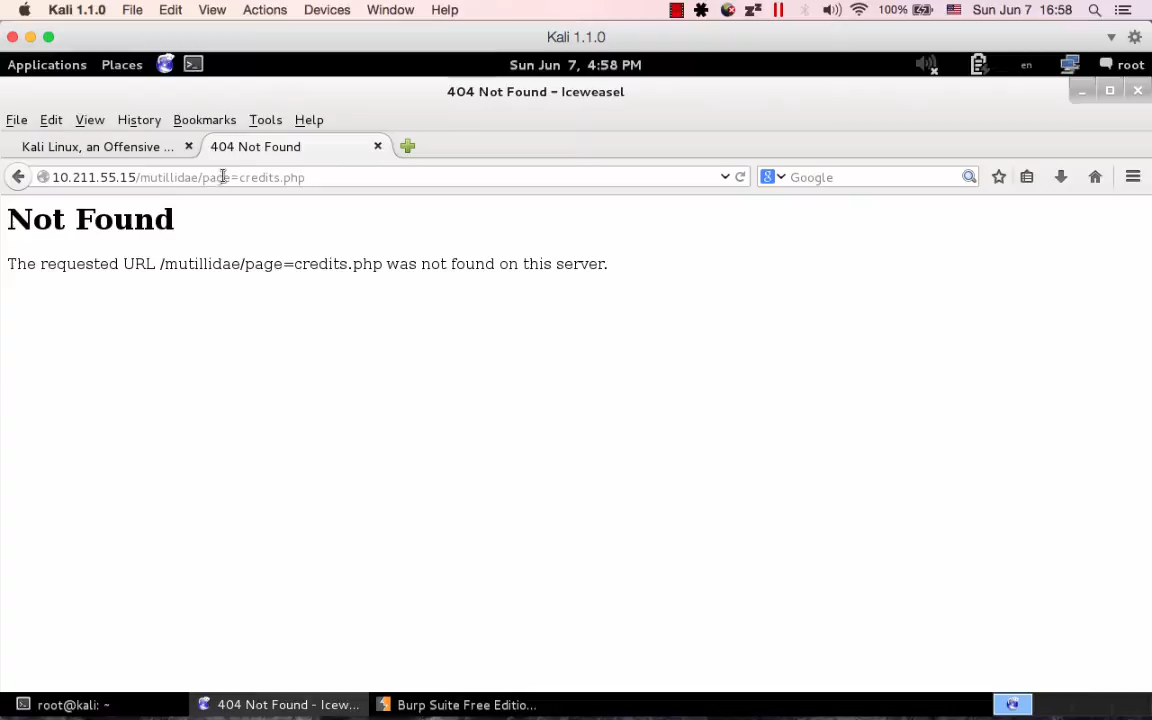 Kali 1.1.0 File Edit View Actions Devices Window Help 100% Sun Jun 7 16:58
Kali 1.1.0
Applications Places Sun Jun 7, 4:58 PM en root
404 Not Found - Iceweasel
File Edit View History Bookmarks Tools Help
Kali Linux, an Offensive ... 404 Not Found
10.211.55.15/mutillidae/page=credits.php Google
Not Found
The requested URL /mutillidae/page=credits.php was not found on this server.
root@kali: ~ 404 Not Found - Icew... Burp Suite Free Editio...